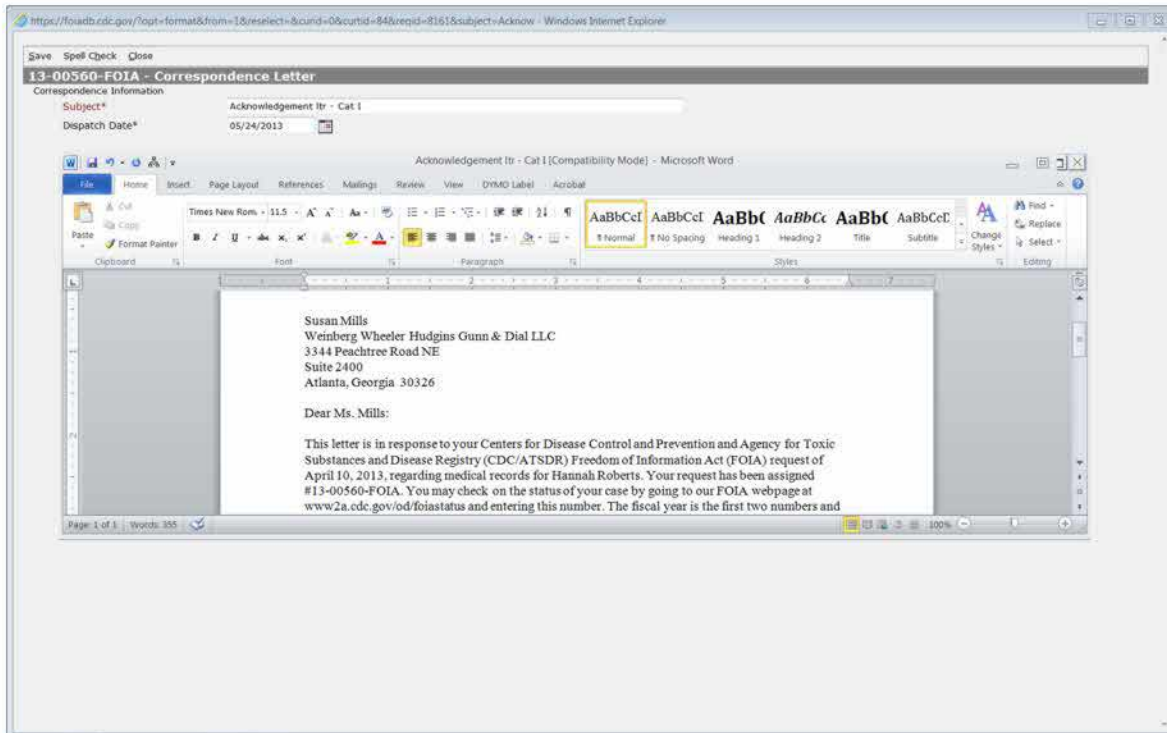 https://foiadb.cdc.gov/?opt=format&from=1&reselect=&curid=0&curtid=84&reqid=8161&subject=Acknow - Windows Internet Explorer
Save Spell Check Close
13-00560-FOIA - Correspondence Letter
Correspondence Information
Subject* Acknowledgement ltr - Cat I
Dispatch Date* 05/24/2013
Acknowledgement ltr - Cat I [Compatibility Mode] - Microsoft Word
File Home Insert Page Layout References Mailings Review View DYMO Label Acrobat
Cut
Copy
Format Painter
Paste
Times New Rom 11.5
AaBbCcI AaBbCcI AaBb( AaBbCc AaBb( AaBbCcI
¶ Normal ¶ No Spacing Heading 1 Heading 2 Title Subtitle
Change Styles
Find
Replace
Select
Clipboard Font Paragraph Styles Editing
1 2 3 4 5 6 7
Susan Mills
Weinberg Wheeler Hudgins Gunn & Dial LLC
3344 Peachtree Road NE
Suite 2400
Atlanta, Georgia 30326
Dear Ms. Mills:
This letter is in response to your Centers for Disease Control and Prevention and Agency for Toxic
Substances and Disease Registry (CDC/ATSDR) Freedom of Information Act (FOIA) request of
April 10, 2013, regarding medical records for Hannah Roberts. Your request has been assigned
#13-00560-FOIA. You may check on the status of your case by going to our FOIA webpage at
www2a.cdc.gov/od/foiastatus and entering this number. The fiscal year is the first two numbers and
Page: 1 of 1 Words: 355 100%